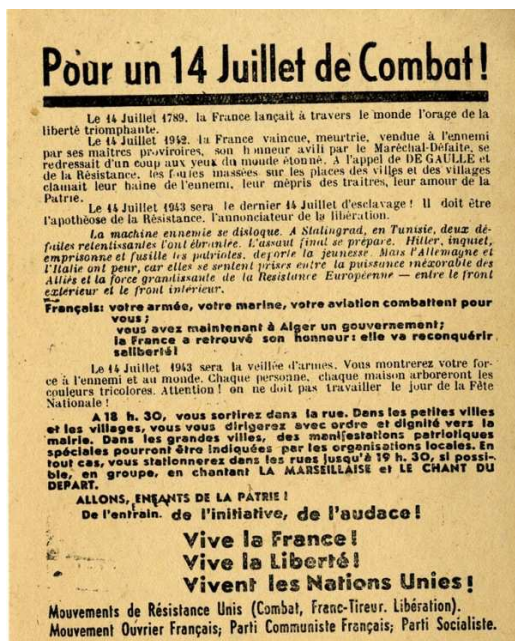 Pour un 14 Juillet de Combat !
Le 14 Juillet 1789, la France lançait à travers le monde l'orage de la
liberté triomphante.
Le 14 Juillet 1942, la France vaincue, meurtrie, vendue à l'ennemi
par ses maîtres provisoires, son honneur avili par le Maréchal-Défaite, se
redressait d'un coup aux yeux du monde étonné. A l'appel de DE GAULLE et
de la Résistance, les foules massées sur les places des villes et des villages
clamait leur haine de l'ennemi, leur mépris des traîtres, leur amour de la
Patrie.
Le 14 Juillet 1943 sera le dernier 14 Juillet d'esclavage ! Il doit être
l'apothéose de la Résistance, l'annonciateur de la libération.
La machine ennemie se disloque. A Stalingrad, en Tunisie, deux dé-
faites retentissantes l'ont ébranlée. L'assaut final se prépare. Hitler, inquiet,
emprisonne et fusille les patriotes, déporte la jeunesse. Mais l'Allemagne et
l'Italie ont peur, car elles se sentent prises entre la puissance inéxorable des
Alliés et la force grandissante de la Résistance Européenne — entre le front
extérieur et le front intérieur.
Français: votre armée, votre marine, votre aviation combattent pour
vous ;
vous avez maintenant à Alger un gouvernement;
la France a retrouvé son honneur: elle va reconquérir
saliberté!
Le 14 Juillet 1943 sera la veillée d'armes. Vous montrerez votre for-
ce à l'ennemi et au monde. Chaque personne, chaque maison arboreront les
couleurs tricolores. Attention ! on ne doit pas travailler le jour de la Fête
Nationale !
A 18 h. 30, vous sortirez dans la rue. Dans les petites villes
et les villages, vous vous dirigerez avec ordre et dignité vers la
mairie. Dans les grandes villes, des manifestations patriotiques
spéciales pourront être indiquées par les organisations locales. En
tout cas, vous stationnerez dans les rues jusqu'à 19 h. 30, si possi-
ble, en groupe, en chantant LA MARSEILLAISE et LE CHANT DU
DEPART.
ALLONS, ENFANTS DE LA PATRIE !
De l'entrain, de l'initiative, de l'audace !
Vive la France !
Vive la Liberté !
Vivent les Nations Unies !
Mouvements de Résistance Unis (Combat, Franc-Tireur, Libération).
Mouvement Ouvrier Français; Parti Communiste Français; Parti Socialiste.